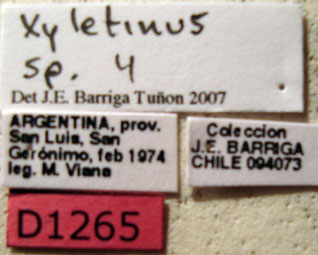 Xyletinus
sp. 4
Det J.E. Barriga Tuñon 2007
ARGENTINA, prov.
San Luis, San
Gerónimo, feb 1974
leg. M. Viana
Coleccion
J.E. BARRIGA
CHILE 094073
D1265